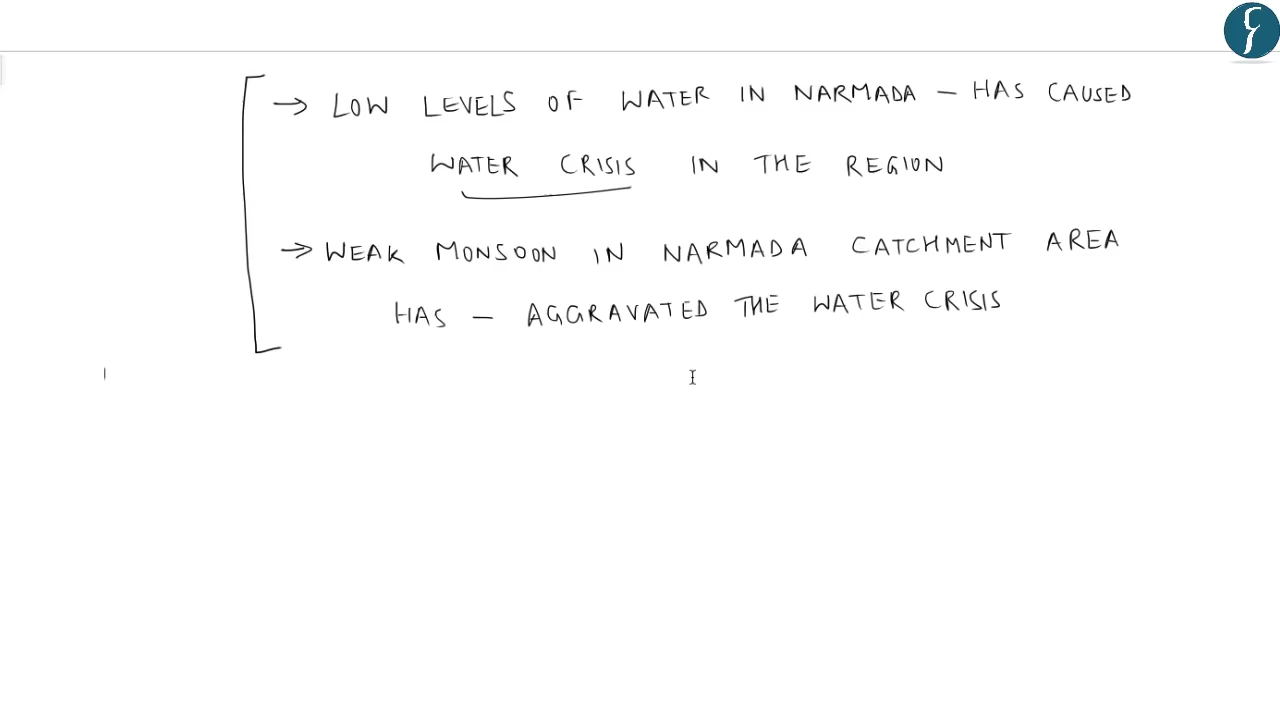 → LOW LEVELS OF WATER IN NARMADA – HAS CAUSED
WATER CRISIS IN THE REGION
→ WEAK MONSOON IN NARMADA CATCHMENT AREA
HAS – AGGRAVATED THE WATER CRISIS